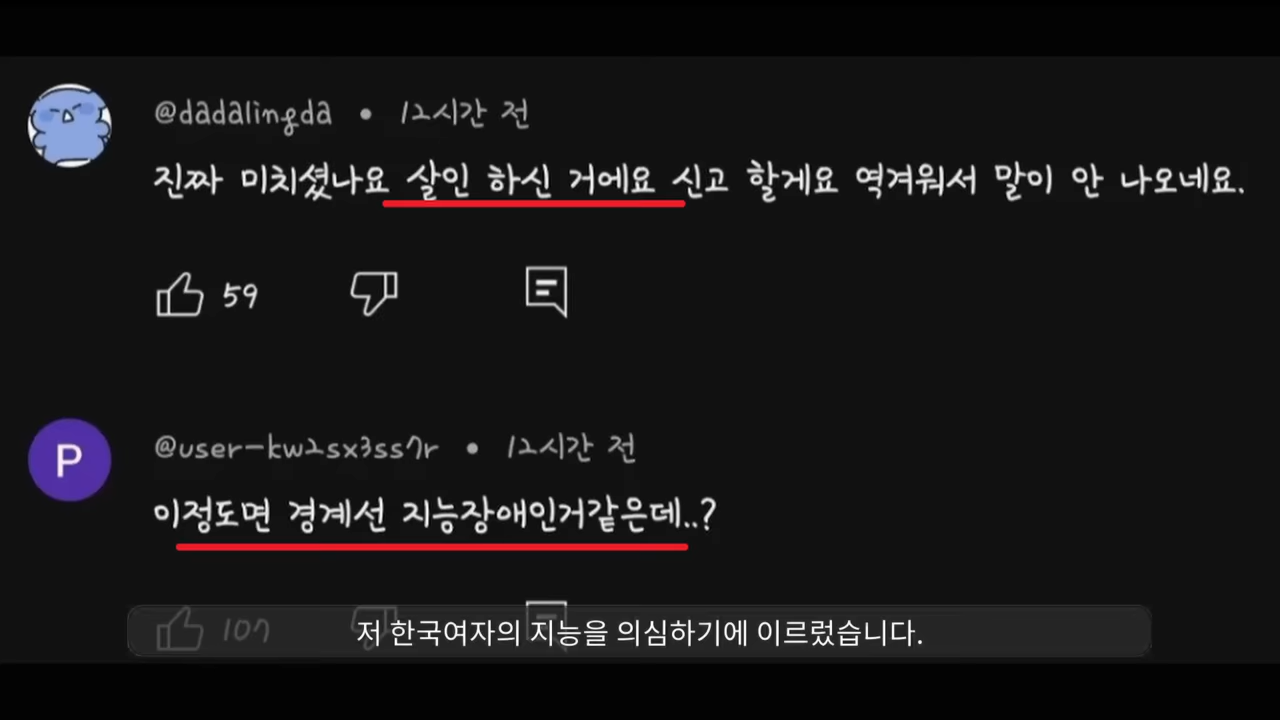 @dadalingda • 12시간 전
진짜 미치셨나요 살인 하신 거에요 신고 할게요 역겨워서 말이 안 나오네요.
59
P
@user-kw2sx3ss7r • 12시간 전
이정도면 경계선 지능장애인거같은데..?
107
저 한국여자의 지능을 의심하기에 이르렀습니다.